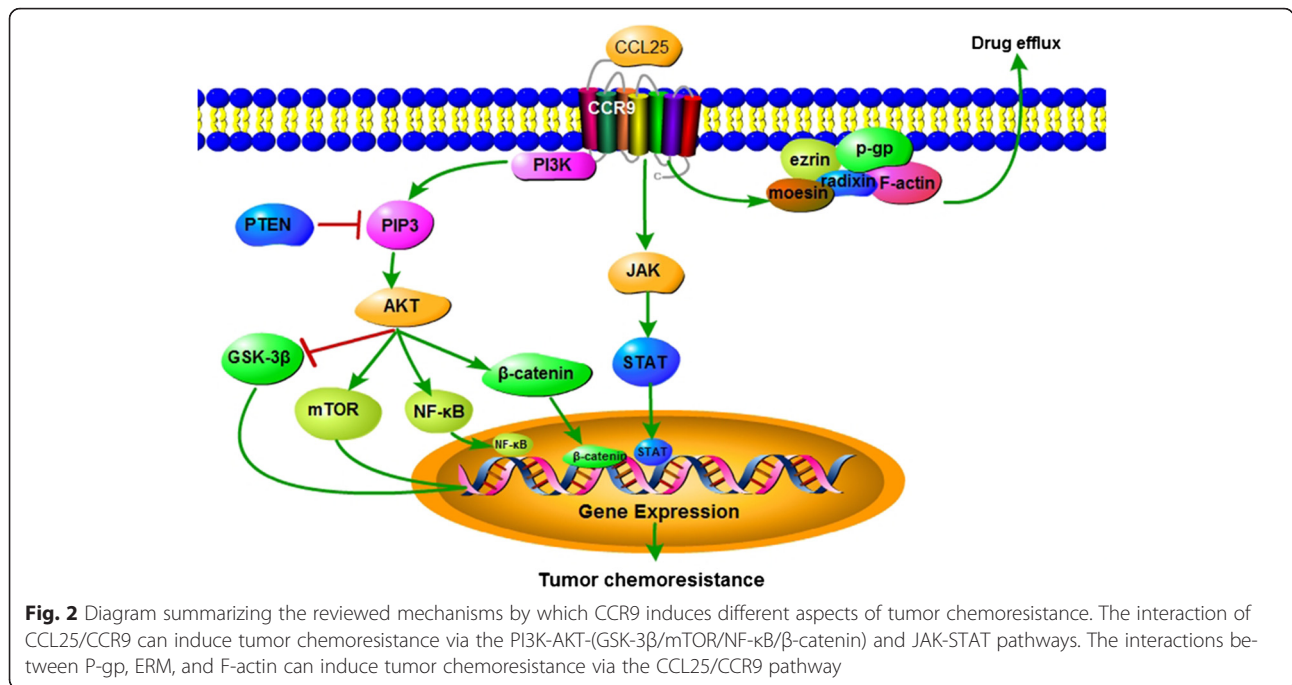 CCL25
Drug efflux
CCR9
C
PI3K
ezrin
p-gp
moesin
radixin
F-actin
PTEN
PIP3
JAK
AKT
GSK-3β
β-catenin
STAT
mTOR
NF-κB
NF-κB
β-catenin
STAT
Gene Expression
Tumor chemoresistance
Fig. 2 Diagram summarizing the reviewed mechanisms by which CCR9 induces different aspects of tumor chemoresistance. The interaction of
CCL25/CCR9 can induce tumor chemoresistance via the PI3K-AKT-(GSK-3β/mTOR/NF-κB/β-catenin) and JAK-STAT pathways. The interactions be-
tween P-gp, ERM, and F-actin can induce tumor chemoresistance via the CCL25/CCR9 pathway